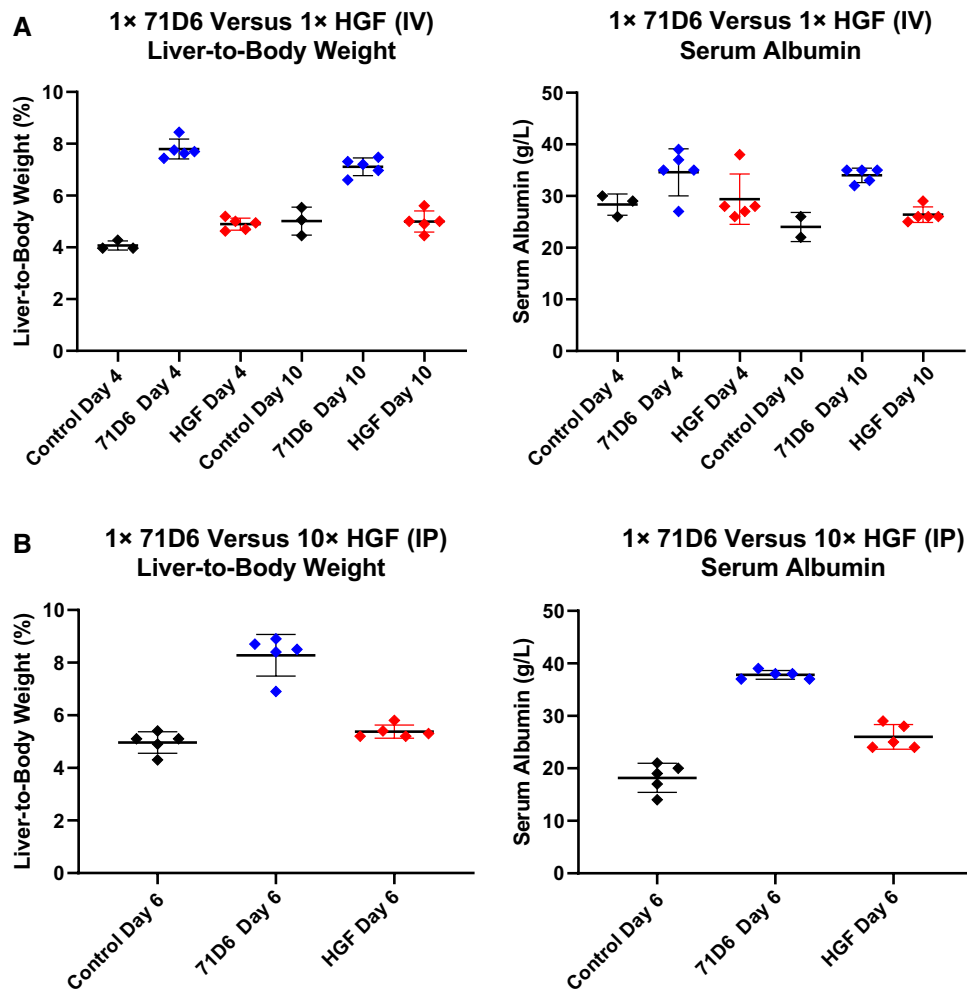 A
1× 71D6 Versus 1× HGF (IV)
Liver-to-Body Weight
Liver-to-Body Weight (%)
10
8
6
4
2
0
Control Day 4
71D6 Day 4
HGF Day 4
Control Day 10
71D6 Day 10
HGF Day 10
1× 71D6 Versus 1× HGF (IV)
Serum Albumin
Serum Albumin (g/L)
50
40
30
20
10
0
Control Day 4
71D6 Day 4
HGF Day 4
Control Day 10
71D6 Day 10
HGF Day 10
B
1× 71D6 Versus 10× HGF (IP)
Liver-to-Body Weight
Liver-to-Body Weight (%)
10
8
6
4
2
0
Control Day 6
71D6 Day 6
HGF Day 6
1× 71D6 Versus 10× HGF (IP)
Serum Albumin
Serum Albumin (g/L)
50
40
30
20
10
0
Control Day 6
71D6 Day 6
HGF Day 6